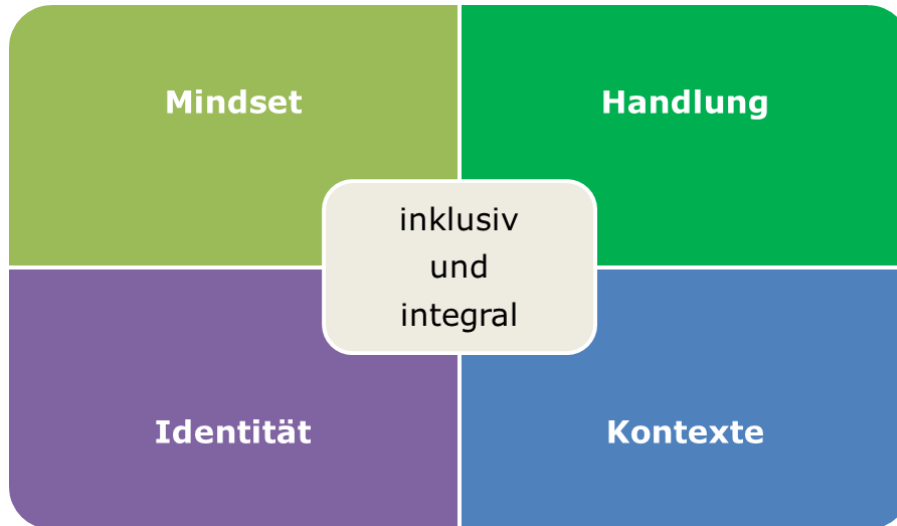 Mindset
Handlung
inklusiv
und
integral
Identität
Kontexte